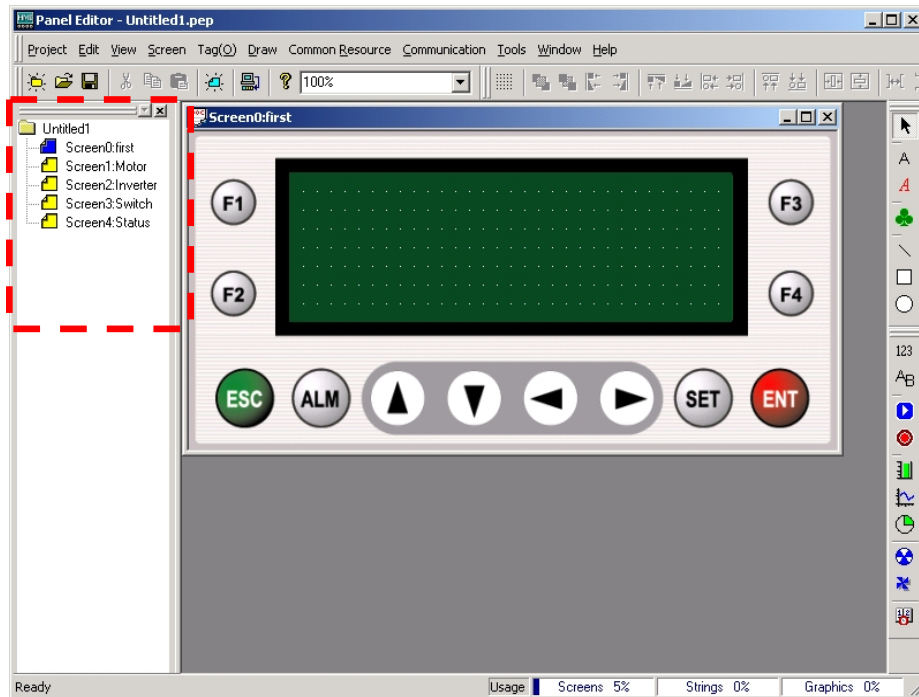 Panel Editor - Untitled1.pep
Project Edit View Screen Tag(O) Draw Common Resource Communication Tools Window Help
100%
Untitled1
Screen0:first
Screen1:Motor
Screen2:Inverter
Screen3:Switch
Screen4:Status
Screen0:first
F1
F3
F2
F4
ESC
ALM
SET
ENT
A
A
123
AB
Ready
Usage Screens 5% Strings 0% Graphics 0%